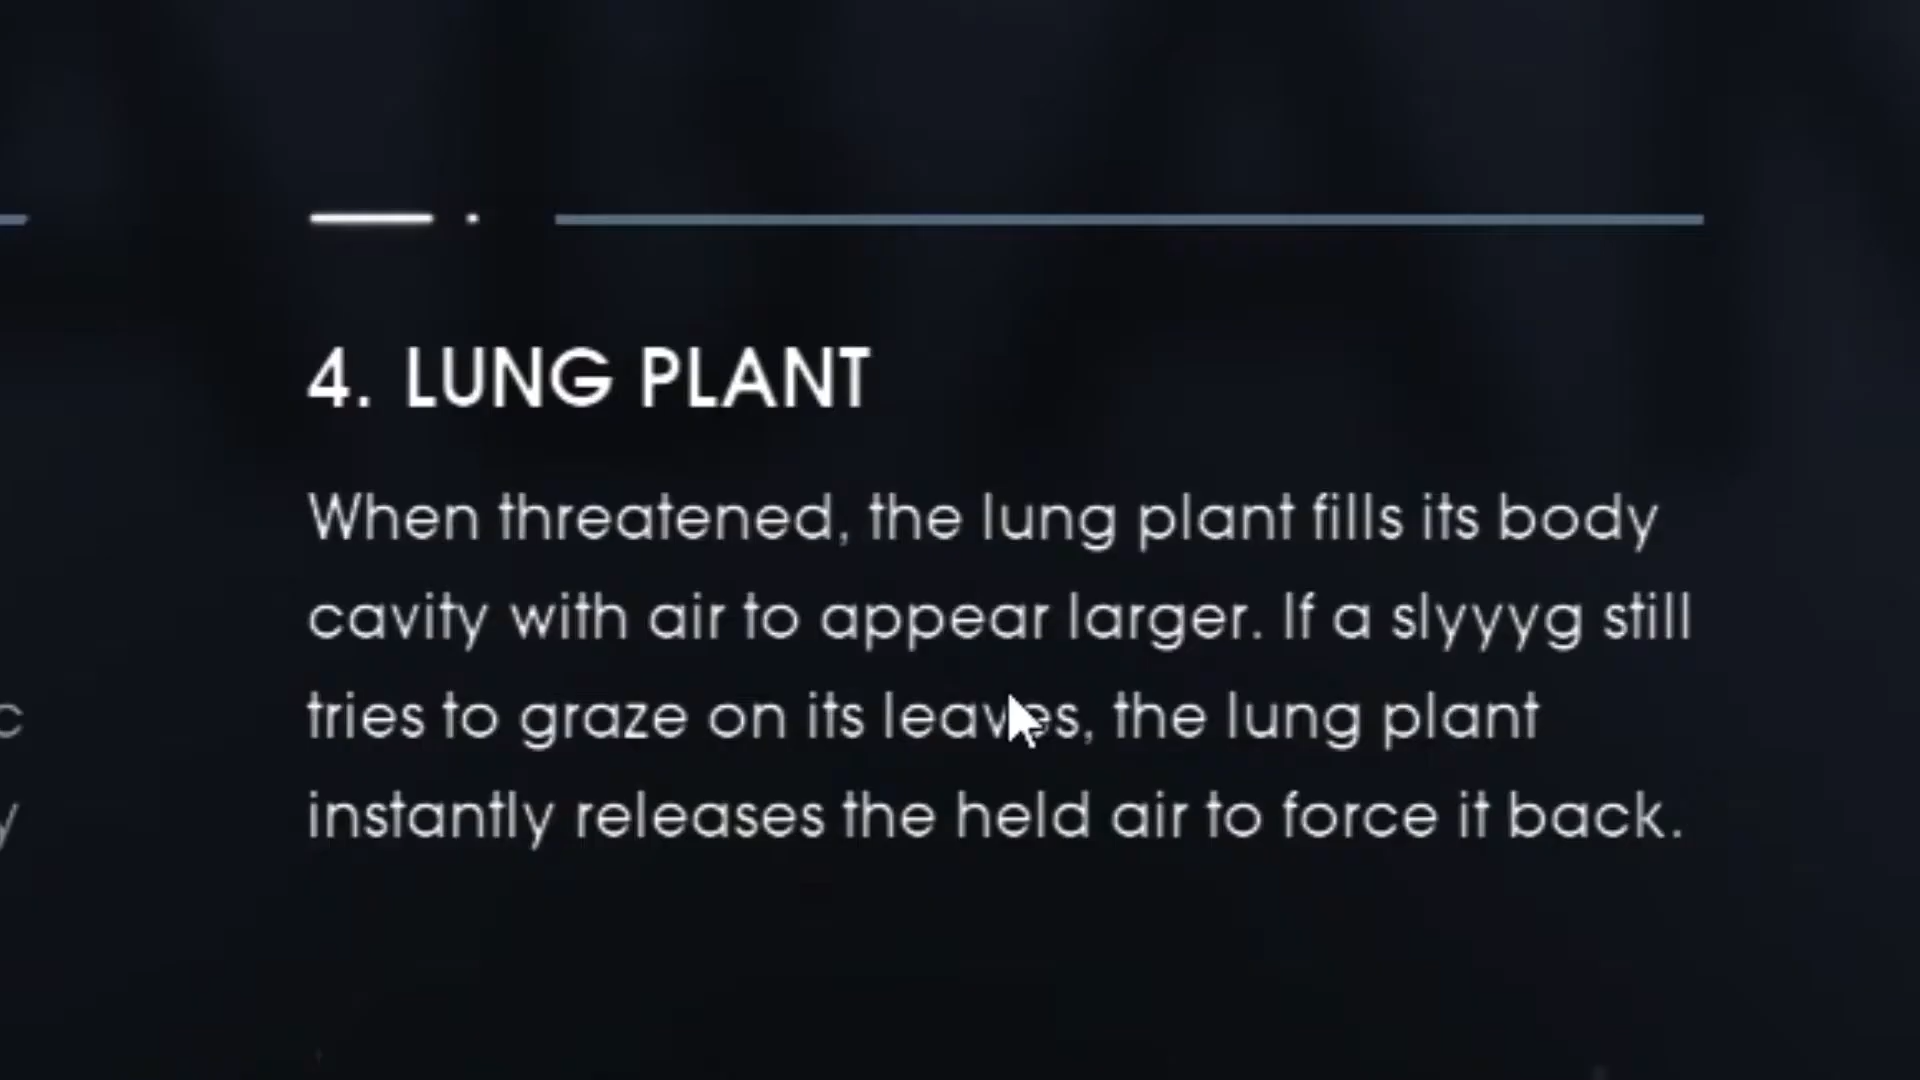 4. LUNG PLANT
When threatened, the lung plant fills its body
cavity with air to appear larger. If a slyyyg still
tries to graze on its leaves, the lung plant
instantly releases the held air to force it back.
c
y